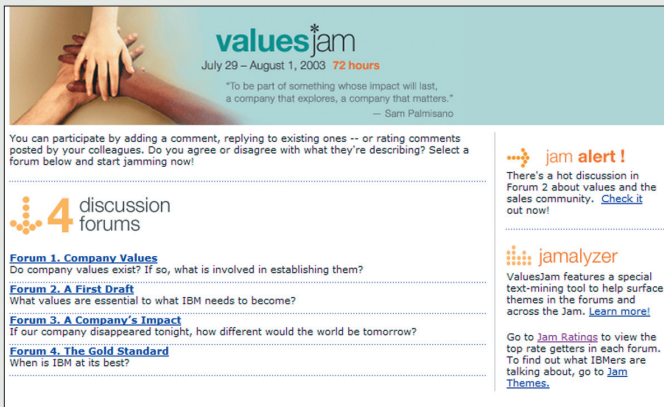 values*jam
July 29 – August 1, 2003 72 hours
"To be part of something whose impact will last,
a company that explores, a company that matters."
— Sam Palmisano
You can participate by adding a comment, replying to existing ones -- or rating comments
posted by your colleagues. Do you agree or disagree with what they're describing? Select a
forum below and start jamming now!
4 discussion
forums
Forum 1. Company Values
Do company values exist? If so, what is involved in establishing them?
Forum 2. A First Draft
What values are essential to what IBM needs to become?
Forum 3. A Company's Impact
If our company disappeared tonight, how different would the world be tomorrow?
Forum 4. The Gold Standard
When is IBM at its best?
jam alert !
There's a hot discussion in
Forum 2 about values and the
sales community. Check it
out now!
jamalyzer
ValuesJam features a special
text-mining tool to help surface
themes in the forums and
across the Jam. Learn more!
Go to Jam Ratings to view the
top rate getters in each forum.
To find out what IBMers are
talking about, go to Jam
Themes.